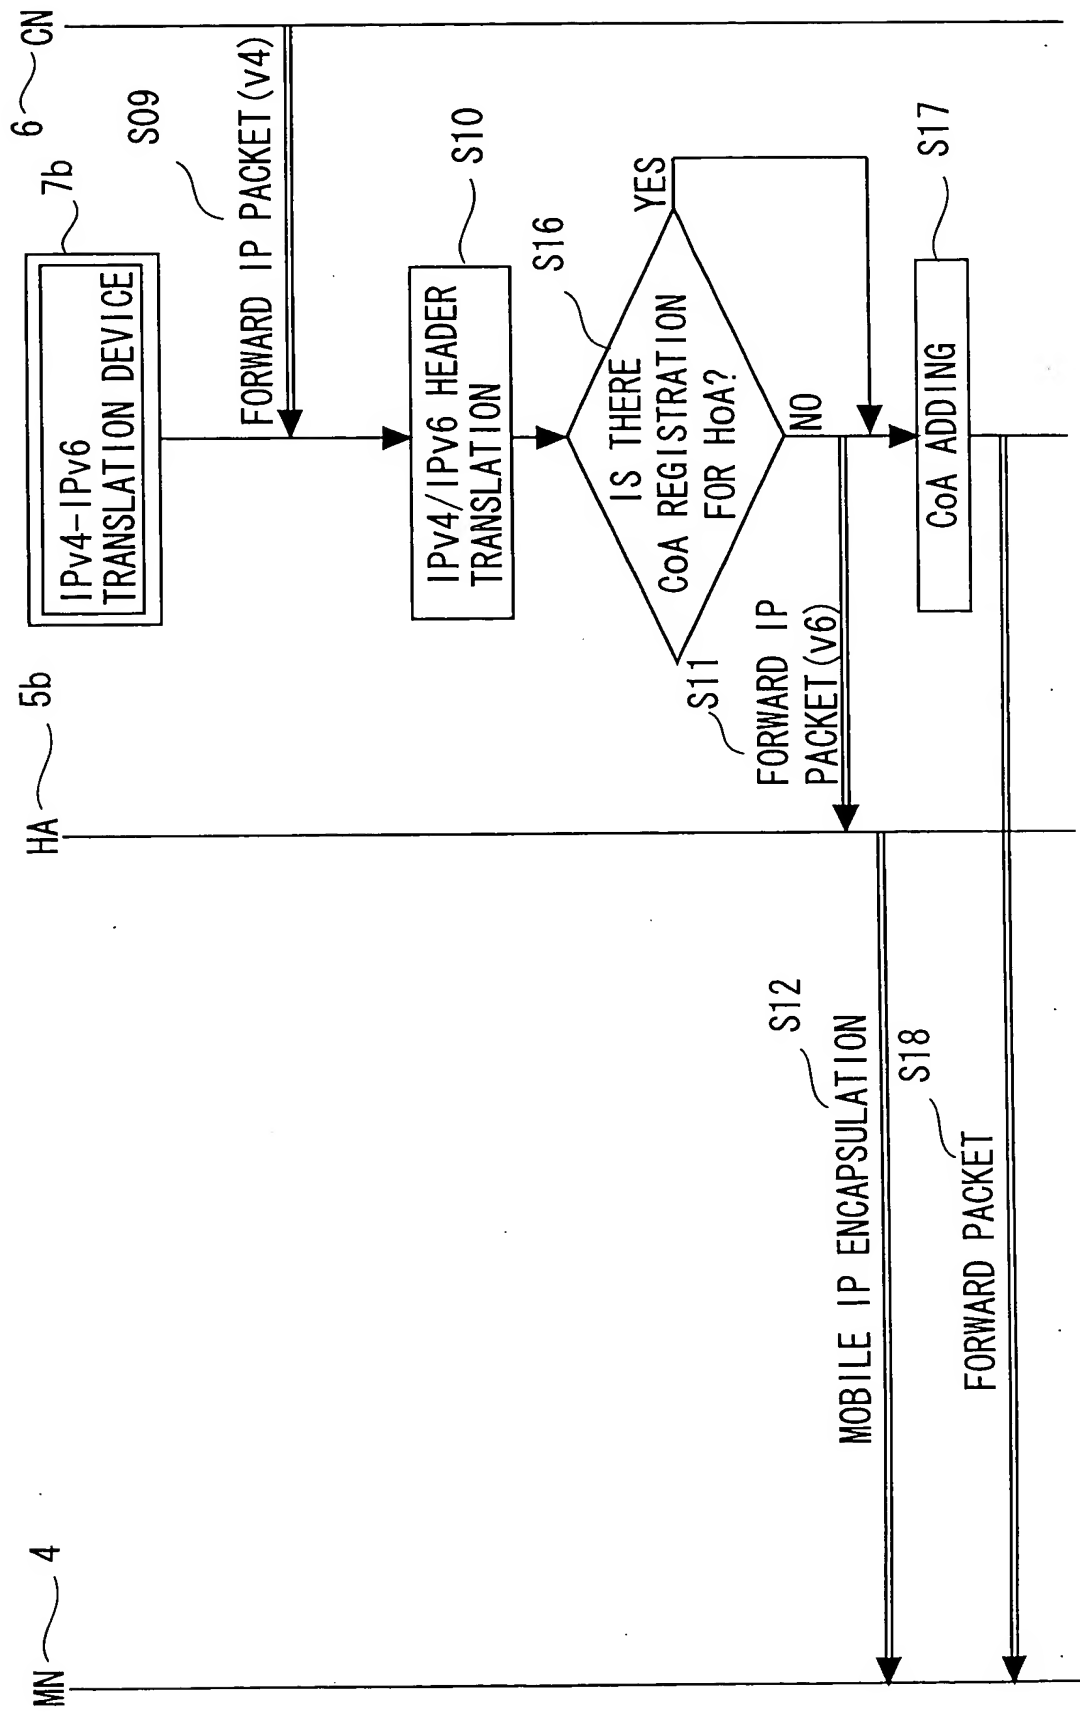 MN
4
HA
5b
IPv4-IPv6
TRANSLATION DEVICE
7b
6
CN
S09
FORWARD IP PACKET(v4)
IPv4/IPv6 HEADER
TRANSLATION
S10
IS THERE
CoA REGISTRATION
FOR HoA?
S16
YES
NO
S11
FORWARD IP
PACKET(v6)
S12
MOBILE IP ENCAPSULATION
CoA ADDING
S17
S18
FORWARD PACKET